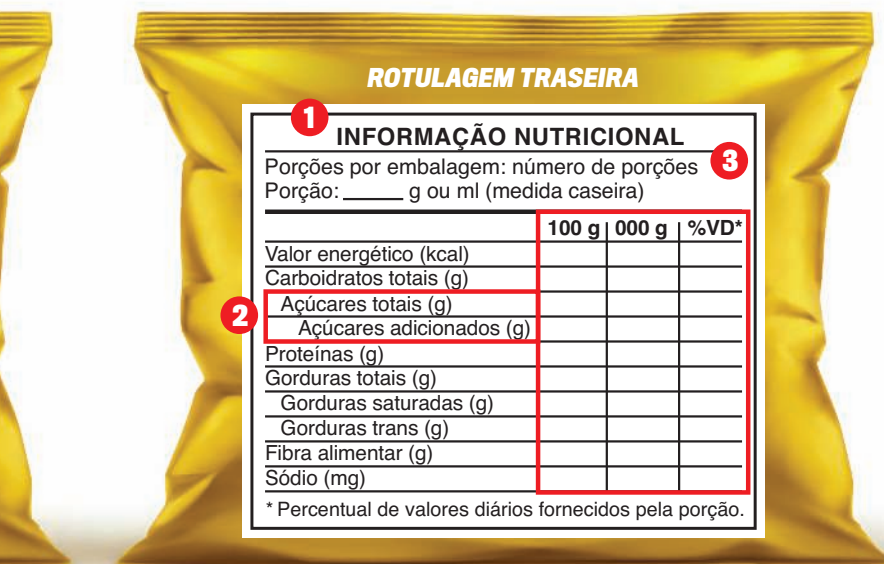 ROTULAGEM TRASEIRA
1
INFORMAÇÃO NUTRICIONAL
3
Porções por embalagem: número de porções
Porção: ______ g ou ml (medida caseira)
100 g 000 g %VD*
Valor energético (kcal)
Carboidratos totais (g)
2
Açúcares totais (g)
Açúcares adicionados (g)
Proteínas (g)
Gorduras totais (g)
Gorduras saturadas (g)
Gorduras trans (g)
Fibra alimentar (g)
Sódio (mg)
* Percentual de valores diários fornecidos pela porção.